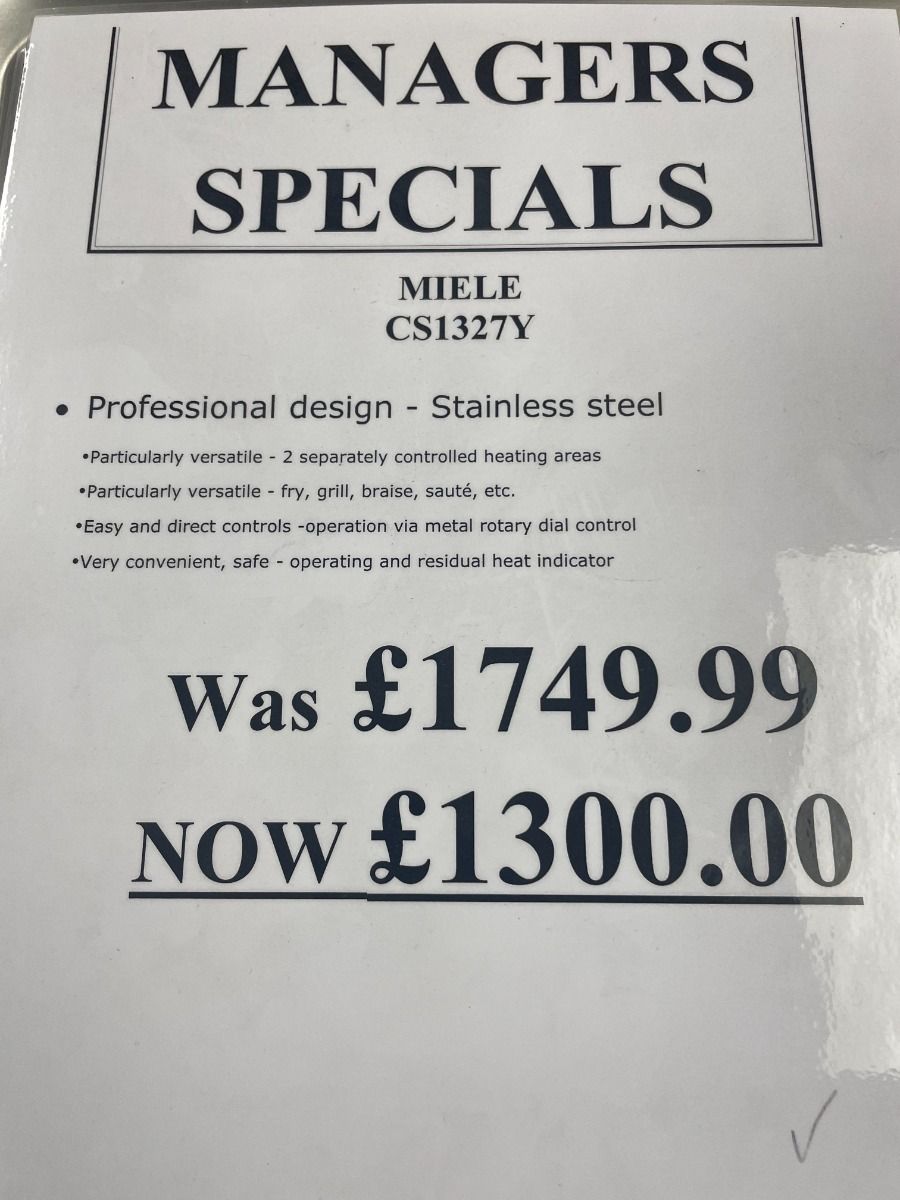 MANAGERS
SPECIALS
MIELE
CS1327Y
• Professional design - Stainless steel
•Particularly versatile - 2 separately controlled heating areas
•Particularly versatile - fry, grill, braise, sauté, etc.
•Easy and direct controls -operation via metal rotary dial control
•Very convenient, safe - operating and residual heat indicator
Was £1749.99
NOW £1300.00